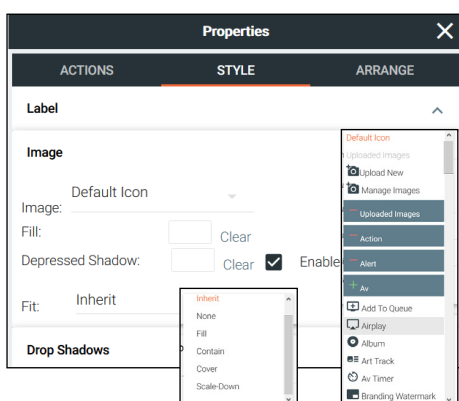 Properties
ACTIONS STYLE ARRANGE
Label
Image
Image: Default Icon
Fill: Clear
Depressed Shadow: Clear Enable
Fit: Inherit
Drop Shadows
Inherit
None
Fill
Contain
Cover
Scale-Down
Default Icon
Uploaded Images
Upload New
Manage Images
Uploaded Images
Action
Alert
Av
Add To Queue
Airplay
Album
Art Track
Av Timer
Branding Watermark